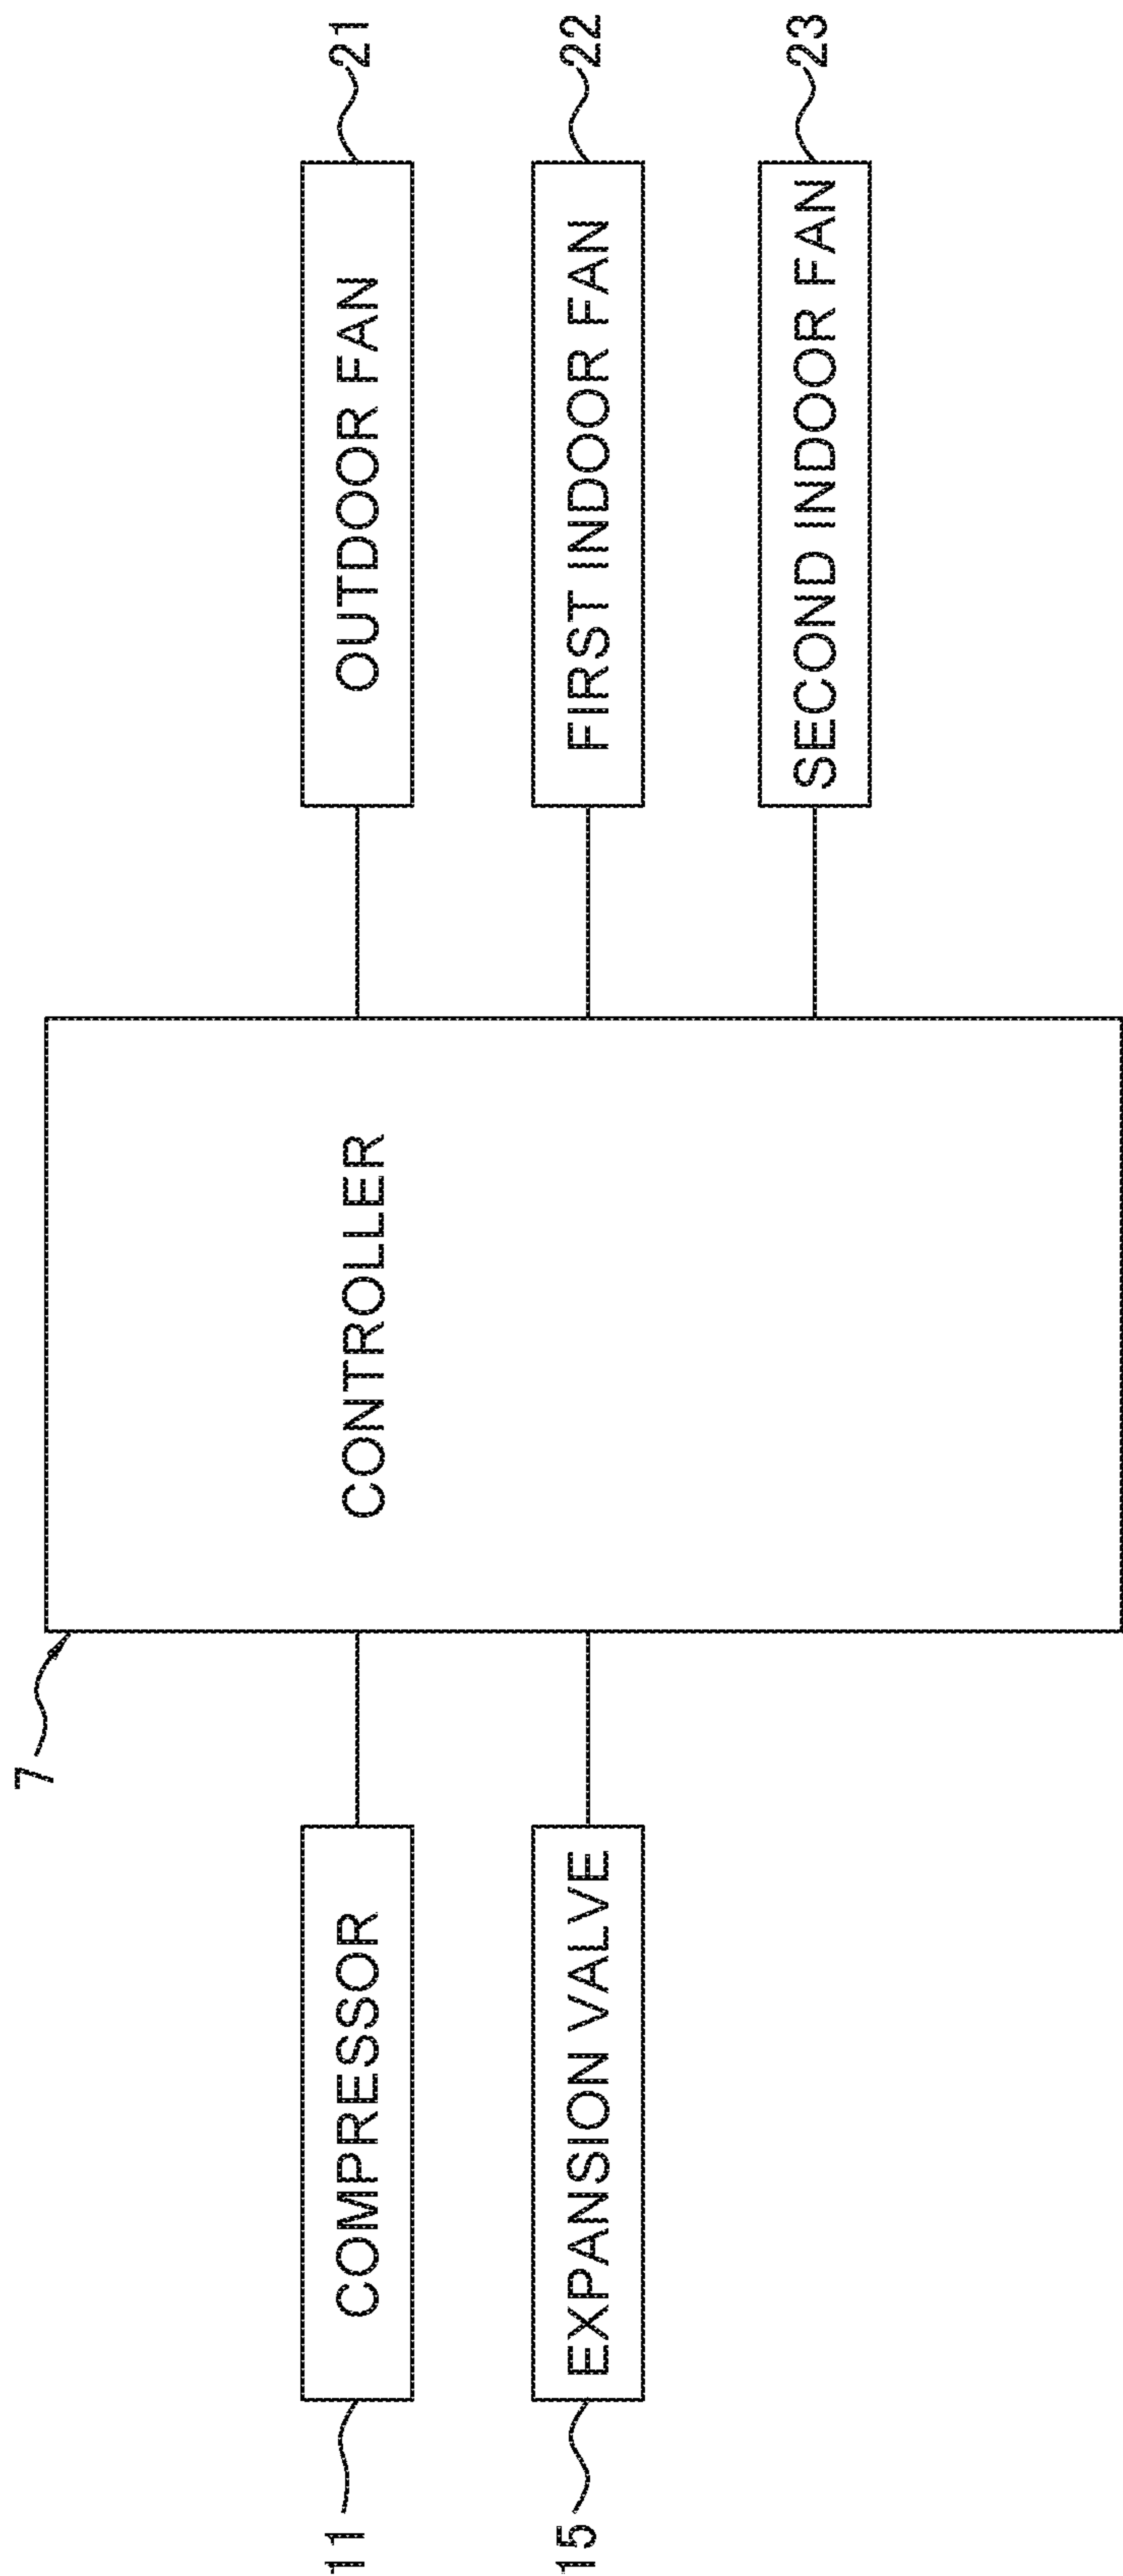 7
11
COMPRESSOR
CONTROLLER
OUTDOOR FAN
21
15
EXPANSION VALVE
FIRST INDOOR FAN
22
SECOND INDOOR FAN
23